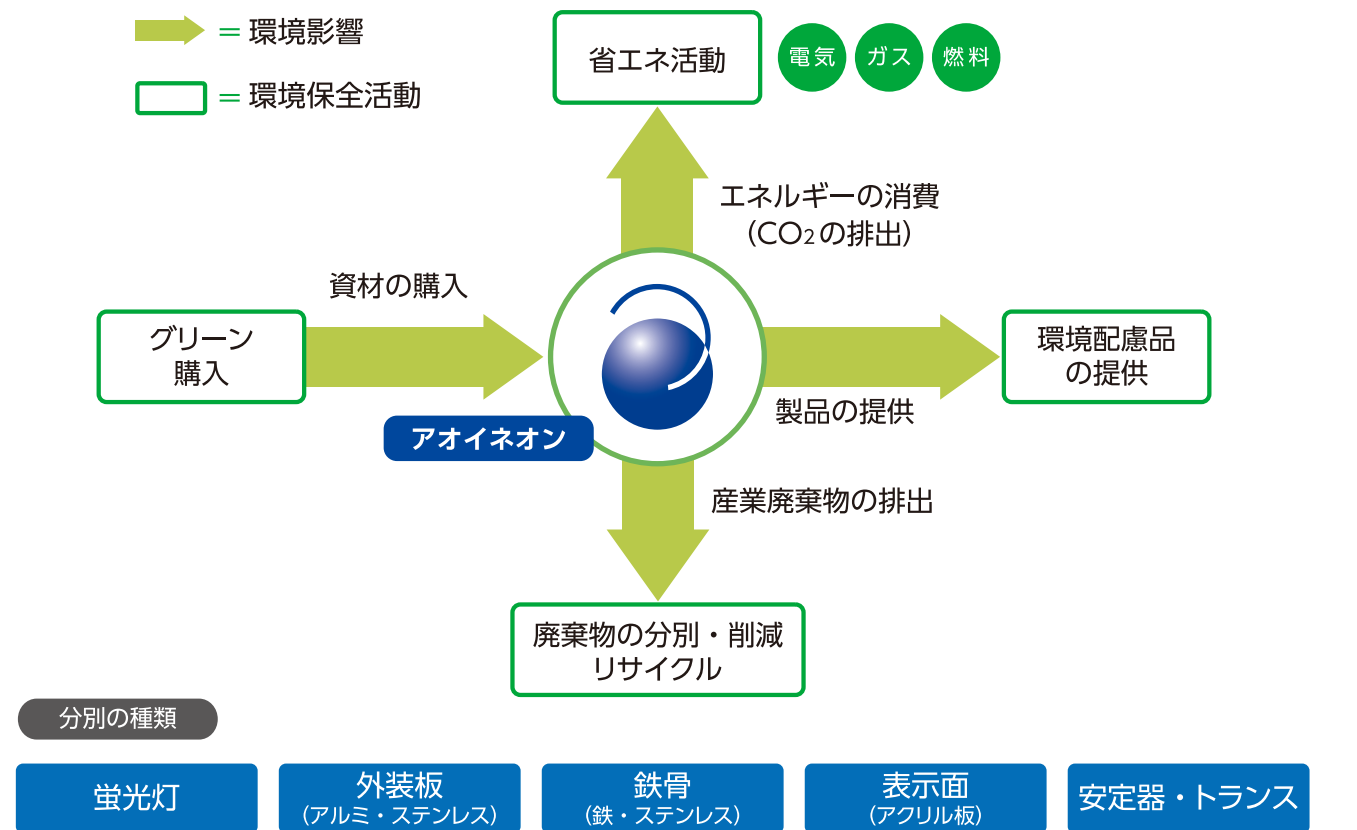 = 環境影響
= 環境保全活動
省エネ活動
電気
ガス
燃料
エネルギーの消費
（CO₂の排出）
資材の購入
グリーン
購入
環境配慮品
の提供
製品の提供
アオイネオン
産業廃棄物の排出
廃棄物の分別・削減
リサイクル
分別の種類
蛍光灯
外装板
（アルミ・ステンレス）
鉄骨
（鉄・ステンレス）
表示面
（アクリル板）
安定器・トランス